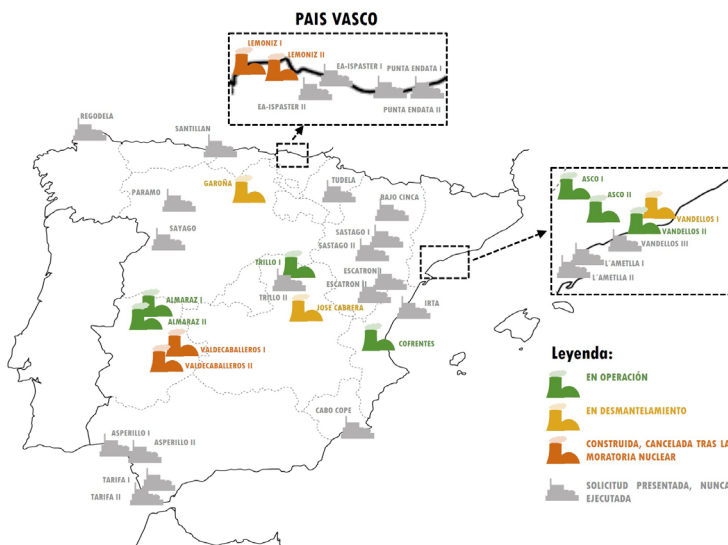 PAIS VASCO
LEMONIZ I
LEMONIZ II
EA-ISPASTER I
PUNTA ENDATA I
EA-ISPASTER II
PUNTA ENDATA II
REGODELA
SANTILLAN
GAROÑA
TUDELA
PARAMO
BAJO CINCA
SAYAGO
SASTAGO I
SASTAGO II
TRILLO I
ESCATRON I
TRILLO II
ESCATRON II
ALMARAZ I
JOSE CABRERA
IRTA
ALMARAZ II
COFRENTES
VALDECABALLEROS I
VALDECABALLEROS II
CABO COPE
ASPERILLO I
ASPERILLO II
TARIFA I
TARIFA II
ASCO I
ASCO II
VANDELLOS I
VANDELLOS II
VANDELLOS III
L'AMETLLA I
L'AMETLLA II
Leyenda:
EN OPERACIÓN
EN DESMANTELAMIENTO
CONSTRUIDA, CANCELADA TRAS LA
MORATORIA NUCLEAR
SOLICITUD PRESENTADA, NUNCA
EJECUTADA